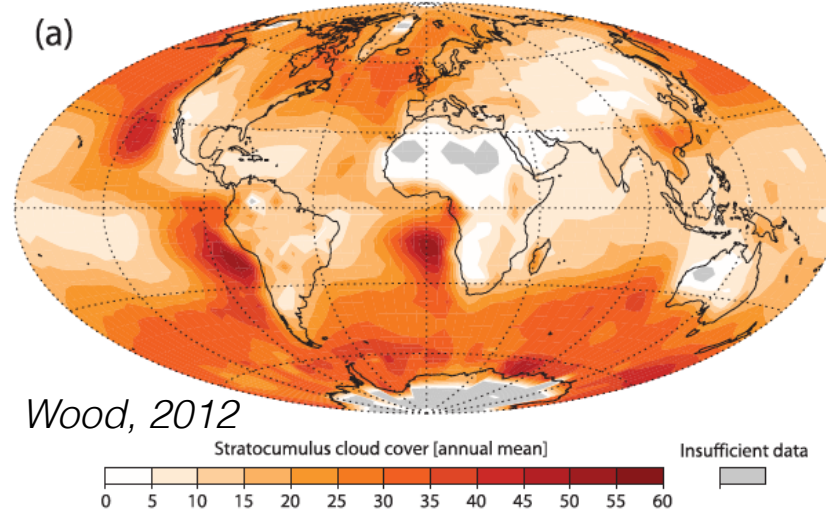 (a)
Wood, 2012
Stratocumulus cloud cover [annual mean]
Insufficient data
0 5 10 15 20 25 30 35 40 45 50 55 60